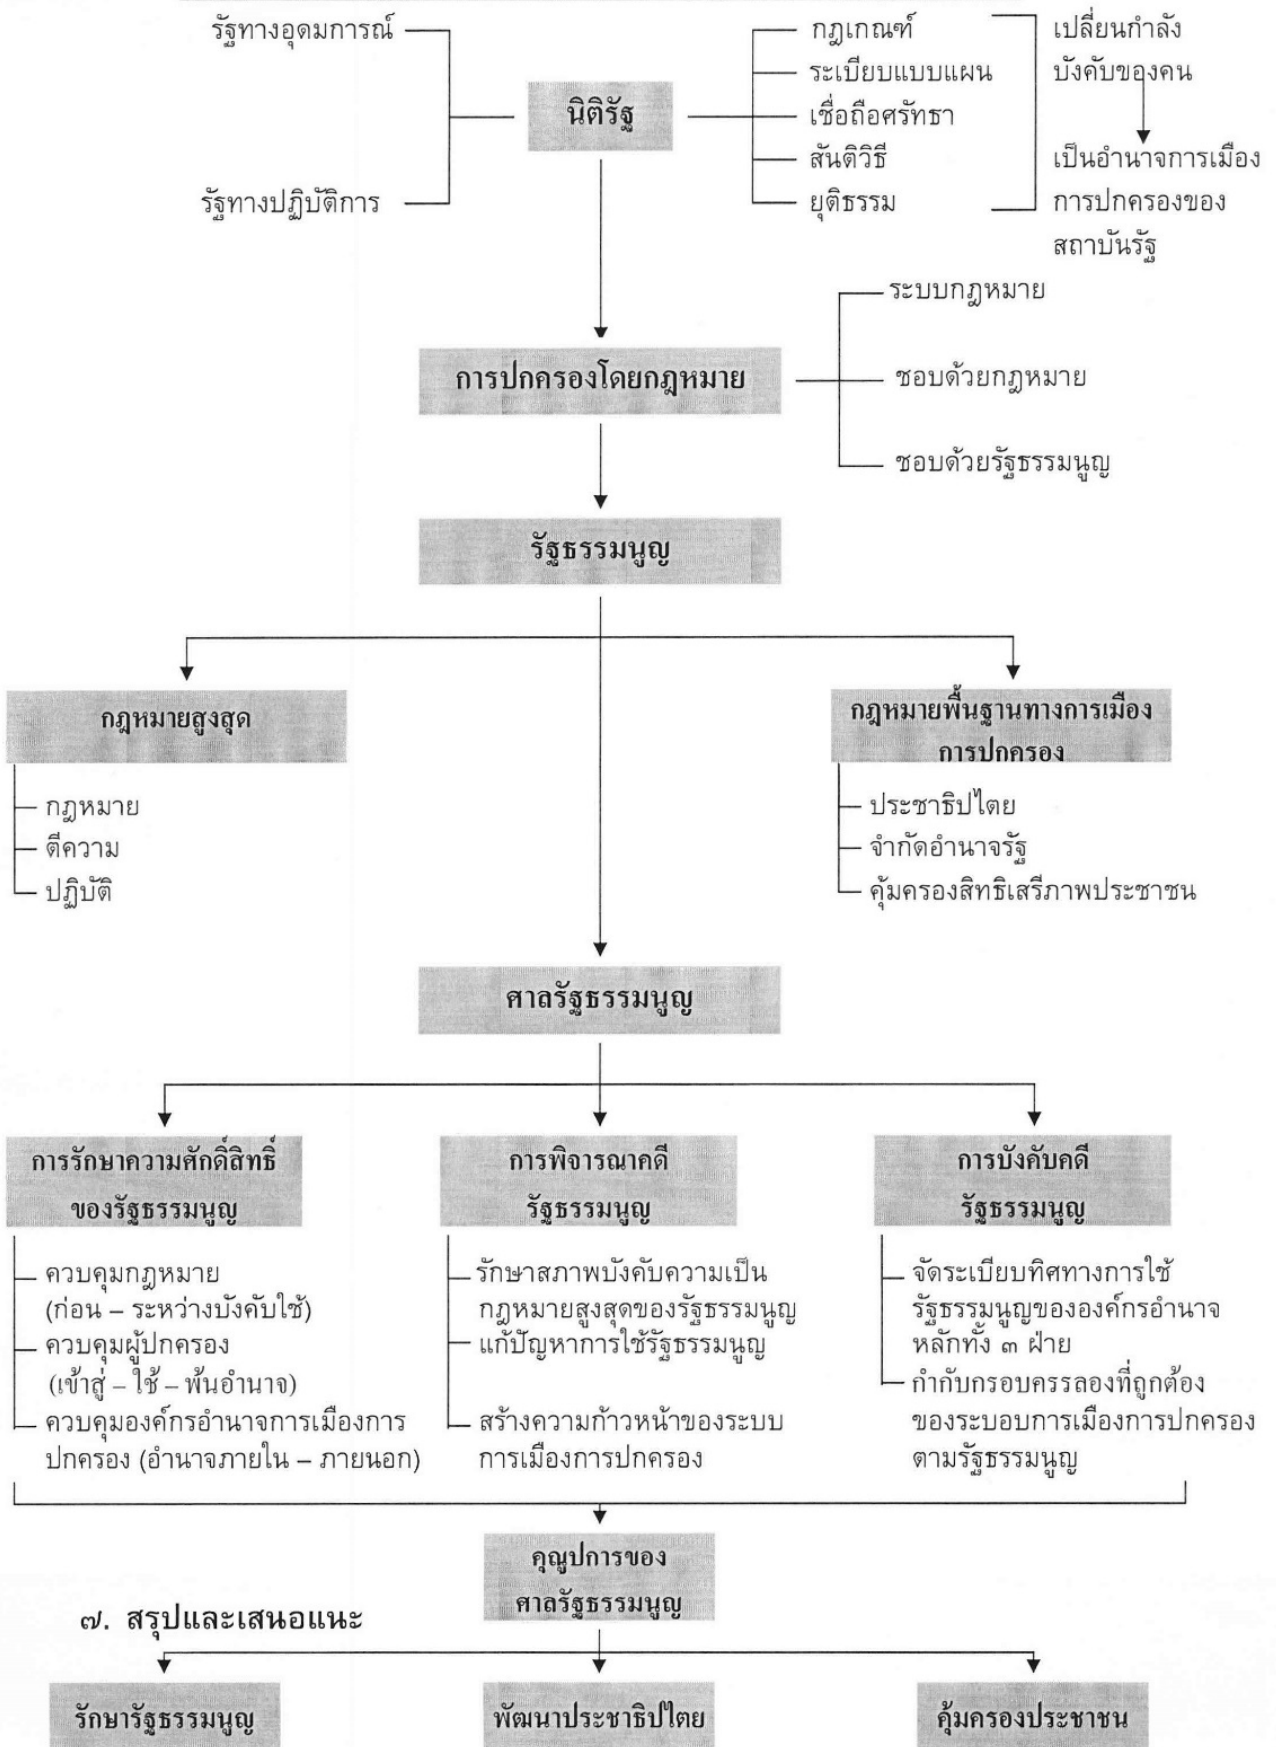 รัฐทางอุดมการณ์
รัฐทางปฏิบัติการ
นิติรัฐ
กฎเกณฑ์
ระเบียบแบบแผน
เชื่อถือศรัทธา
สันติวิธี
ยุติธรรม
เปลี่ยนกำลัง
บังคับของคน
เป็นอำนาจการเมือง
การปกครองของ
สถาบันรัฐ
การปกครองโดยกฎหมาย
ระบบกฎหมาย
ชอบด้วยกฎหมาย
ชอบด้วยรัฐธรรมนูญ
รัฐธรรมนูญ
กฎหมายสูงสุด
กฎหมาย
ตีความ
ปฏิบัติ
กฎหมายพื้นฐานทางการเมือง
การปกครอง
ประชาธิปไตย
จำกัดอำนาจรัฐ
คุ้มครองสิทธิเสรีภาพประชาชน
ศาลรัฐธรรมนูญ
การรักษาความศักดิ์สิทธิ์
ของรัฐธรรมนูญ
ควบคุมกฎหมาย
(ก่อน – ระหว่างบังคับใช้)
ควบคุมผู้ปกครอง
(เข้าสู่ – ใช้ – พ้นอำนาจ)
ควบคุมองค์กรอำนาจการเมืองการ
ปกครอง (อำนาจภายใน – ภายนอก)
การพิจารณาคดี
รัฐธรรมนูญ
รักษาสภาพบังคับความเป็น
กฎหมายสูงสุดของรัฐธรรมนูญ
แก้ปัญหาการใช้รัฐธรรมนูญ
สร้างความก้าวหน้าของระบบ
การเมืองการปกครอง
การบังคับคดี
รัฐธรรมนูญ
จัดระเบียบทิศทางการใช้
รัฐธรรมนูญขององค์กรอำนาจ
หลักทั้ง ๓ ฝ่าย
กำกับกรอบครรลองที่ถูกต้อง
ของระบอบการเมืองการปกครอง
ตามรัฐธรรมนูญ
คุณูปการของ
ศาลรัฐธรรมนูญ
๗. สรุปและเสนอแนะ
รักษารัฐธรรมนูญ
พัฒนาประชาธิปไตย
คุ้มครองประชาชน